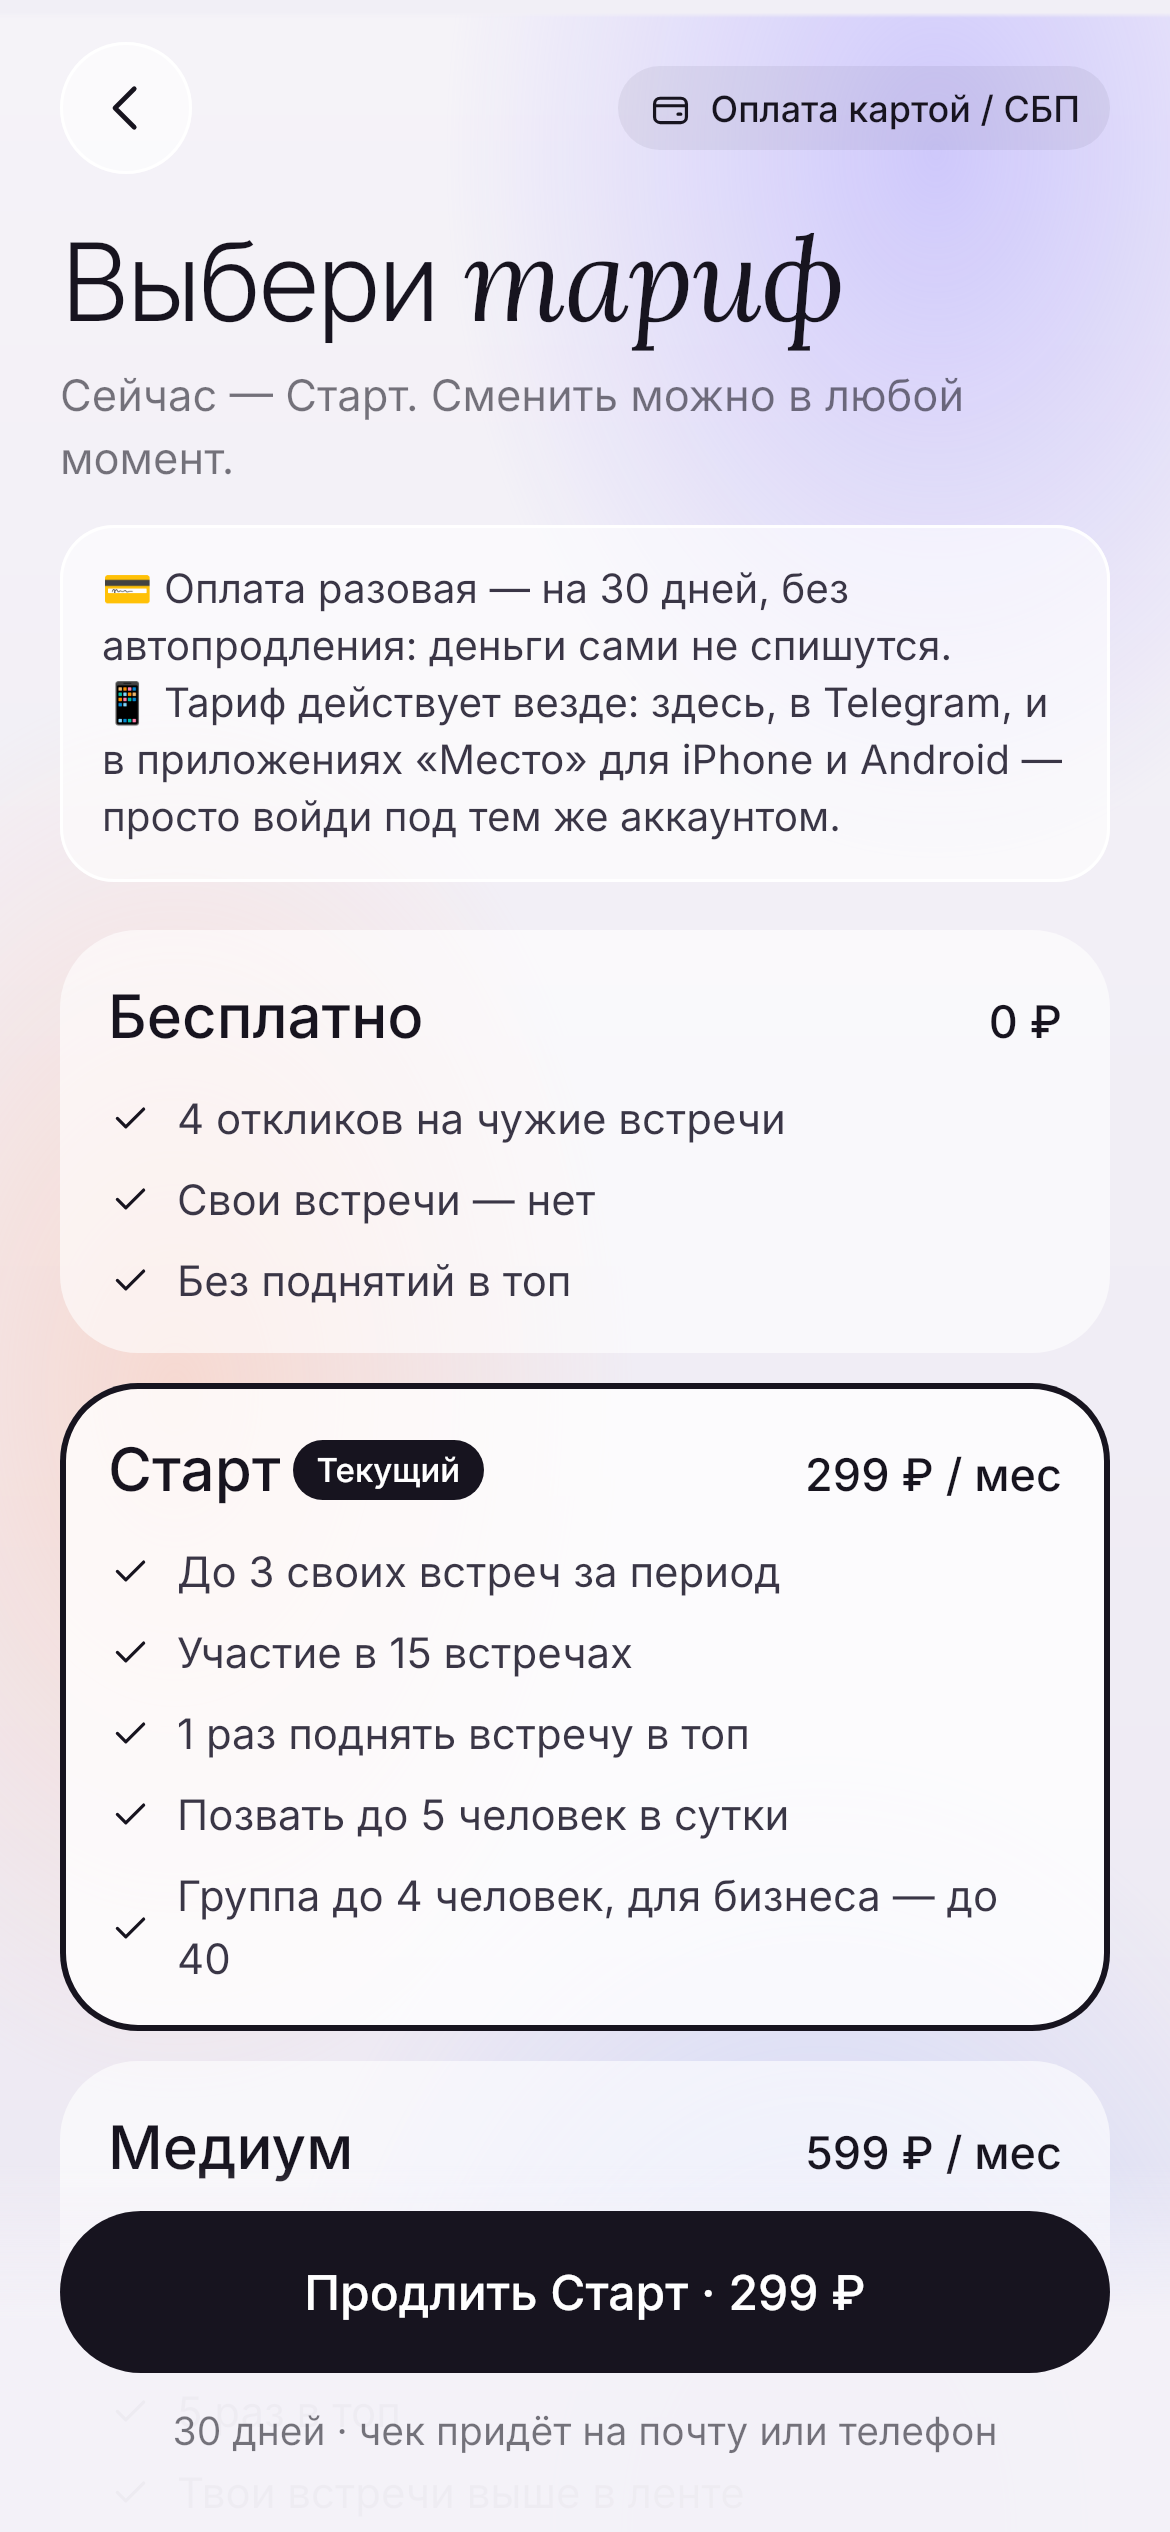 Оплата картой / СБП
Выбери тариф
Сейчас — Старт. Сменить можно в любой
момент.
💳 Оплата разовая — на 30 дней, без
автопродления: деньги сами не спишутся.
📱 Тариф действует везде: здесь, в Telegram, и
в приложениях «Место» для iPhone и Android —
просто войди под тем же аккаунтом.
Бесплатно
0 ₽
4 откликов на чужие встречи
Свои встречи — нет
Без поднятий в топ
Старт
Текущий
299 ₽ / мес
До 3 своих встреч за период
Участие в 15 встречах
1 раз поднять встречу в топ
Позвать до 5 человек в сутки
Группа до 4 человек, для бизнеса — до
40
Медиум
599 ₽ / мес
Продлить Старт · 299 ₽
5 раз в топ
30 дней · чек придёт на почту или телефон
Твои встречи выше в ленте